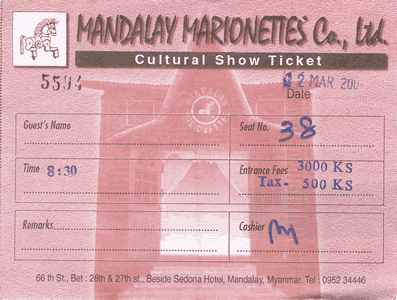 MANDALAY MARIONETTES' Co., Ltd.
Cultural Show Ticket
5594
12 MAR 200
Date
MARIONETTE
Guest's Name
Seat No. 38
Time 8:30
Entrance Fees 3000 KS
Tax- 500 KS
Remarks
Cashier
66 th St., Bet : 26th & 27th st., Beside Sedona Hotel, Mandalay, Myanmar. Tel : 0952 34446